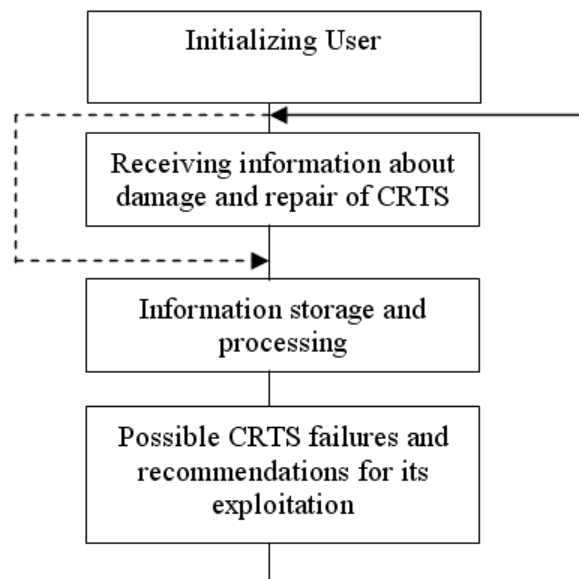 Initializing User
Receiving information about
damage and repair of CRTS
Information storage and
processing
Possible CRTS failures and
recommendations for its
exploitation